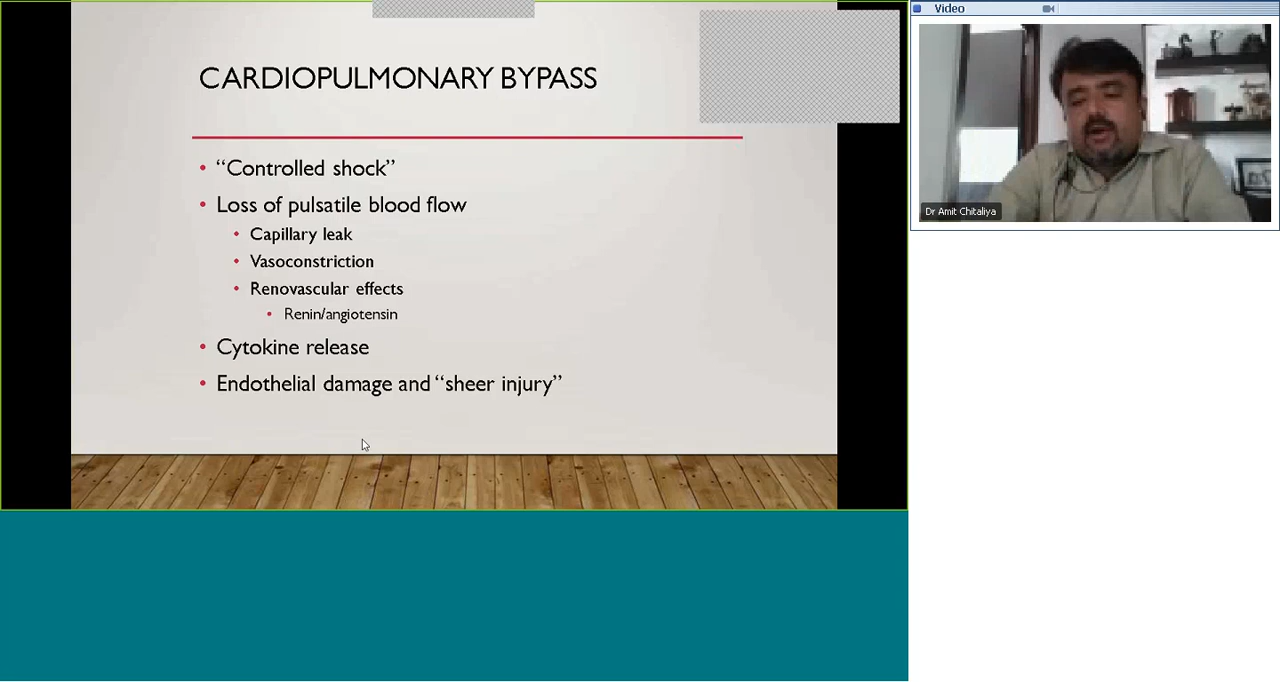 CARDIOPULMONARY BYPASS
• “Controlled shock”
• Loss of pulsatile blood flow
• Capillary leak
• Vasoconstriction
• Renovascular effects
• Renin/angiotensin
• Cytokine release
• Endothelial damage and “sheer injury”
Video
Dr Amit Chitaliya